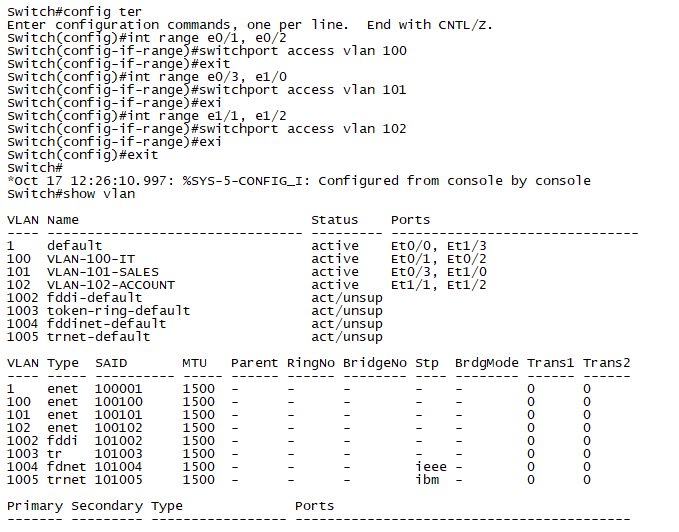 Switch#config ter
Enter configuration commands, one per line.  End with CNTL/Z.
Switch(config)#int range e0/1, e0/2
Switch(config-if-range)#switchport access vlan 100
Switch(config-if-range)#exit
Switch(config)#int range e0/3, e1/0
Switch(config-if-range)#switchport access vlan 101
Switch(config-if-range)#exi
Switch(config)#int range e1/1, e1/2
Switch(config-if-range)#switchport access vlan 102
Switch(config-if-range)#exi
Switch(config)#exit
Switch#
*Oct 17 12:26:10.997: %SYS-5-CONFIG_I: Configured from console by console
Switch#show vlan

VLAN Name                             Status    Ports
---- -------------------------------- --------- -------------------------------
1    default                          active    Et0/0, Et1/3
100  VLAN-100-IT                      active    Et0/1, Et0/2
101  VLAN-101-SALES                   active    Et0/3, Et1/0
102  VLAN-102-ACCOUNT                 active    Et1/1, Et1/2
1002 fddi-default                     act/unsup
1003 token-ring-default               act/unsup
1004 fddinet-default                  act/unsup
1005 trnet-default                    act/unsup

VLAN Type  SAID       MTU   Parent RingNo BridgeNo Stp  BrdgMode Trans1 Trans2
---- ----- ---------- ----- ------ ------ -------- ---- -------- ------ ------
1    enet  100001     1500  -      -      -        -    -        0      0
100  enet  100100     1500  -      -      -        -    -        0      0
101  enet  100101     1500  -      -      -        -    -        0      0
102  enet  100102     1500  -      -      -        -    -        0      0
1002 fddi  101002     1500  -      -      -        -    -        0      0
1003 tr    101003     1500  -      -      -        -    -        0      0
1004 fdnet 101004     1500  -      -      -        ieee -        0      0
1005 trnet 101005     1500  -      -      -        ibm  -        0      0

Primary Secondary Type              Ports
------- --------- ----------------- ------------------------------------------